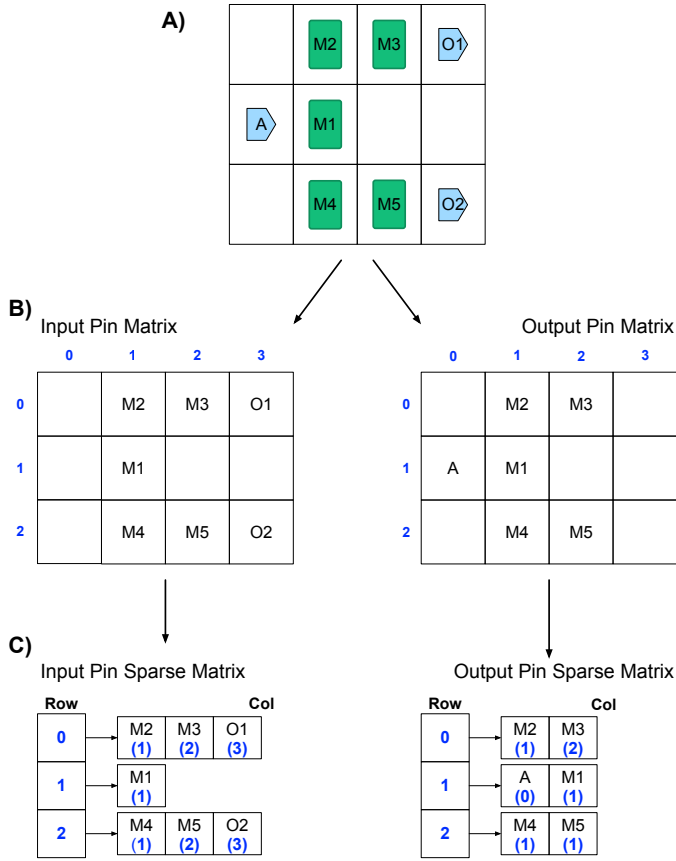 A)
M2 M3 O1
A M1
M4 M5 O2
B)
Input Pin Matrix
0 1 2 3
0 M2 M3 O1
1 M1
2 M4 M5 O2
Output Pin Matrix
0 1 2 3
0 M2 M3
1 A M1
2 M4 M5
C)
Input Pin Sparse Matrix
Row Col
0 M2 M3 O1
(1) (2) (3)
1 M1
(1)
2 M4 M5 O2
(1) (2) (3)
Output Pin Sparse Matrix
Row Col
0 M2 M3
(1) (2)
1 A M1
(0) (1)
2 M4 M5
(1) (1)